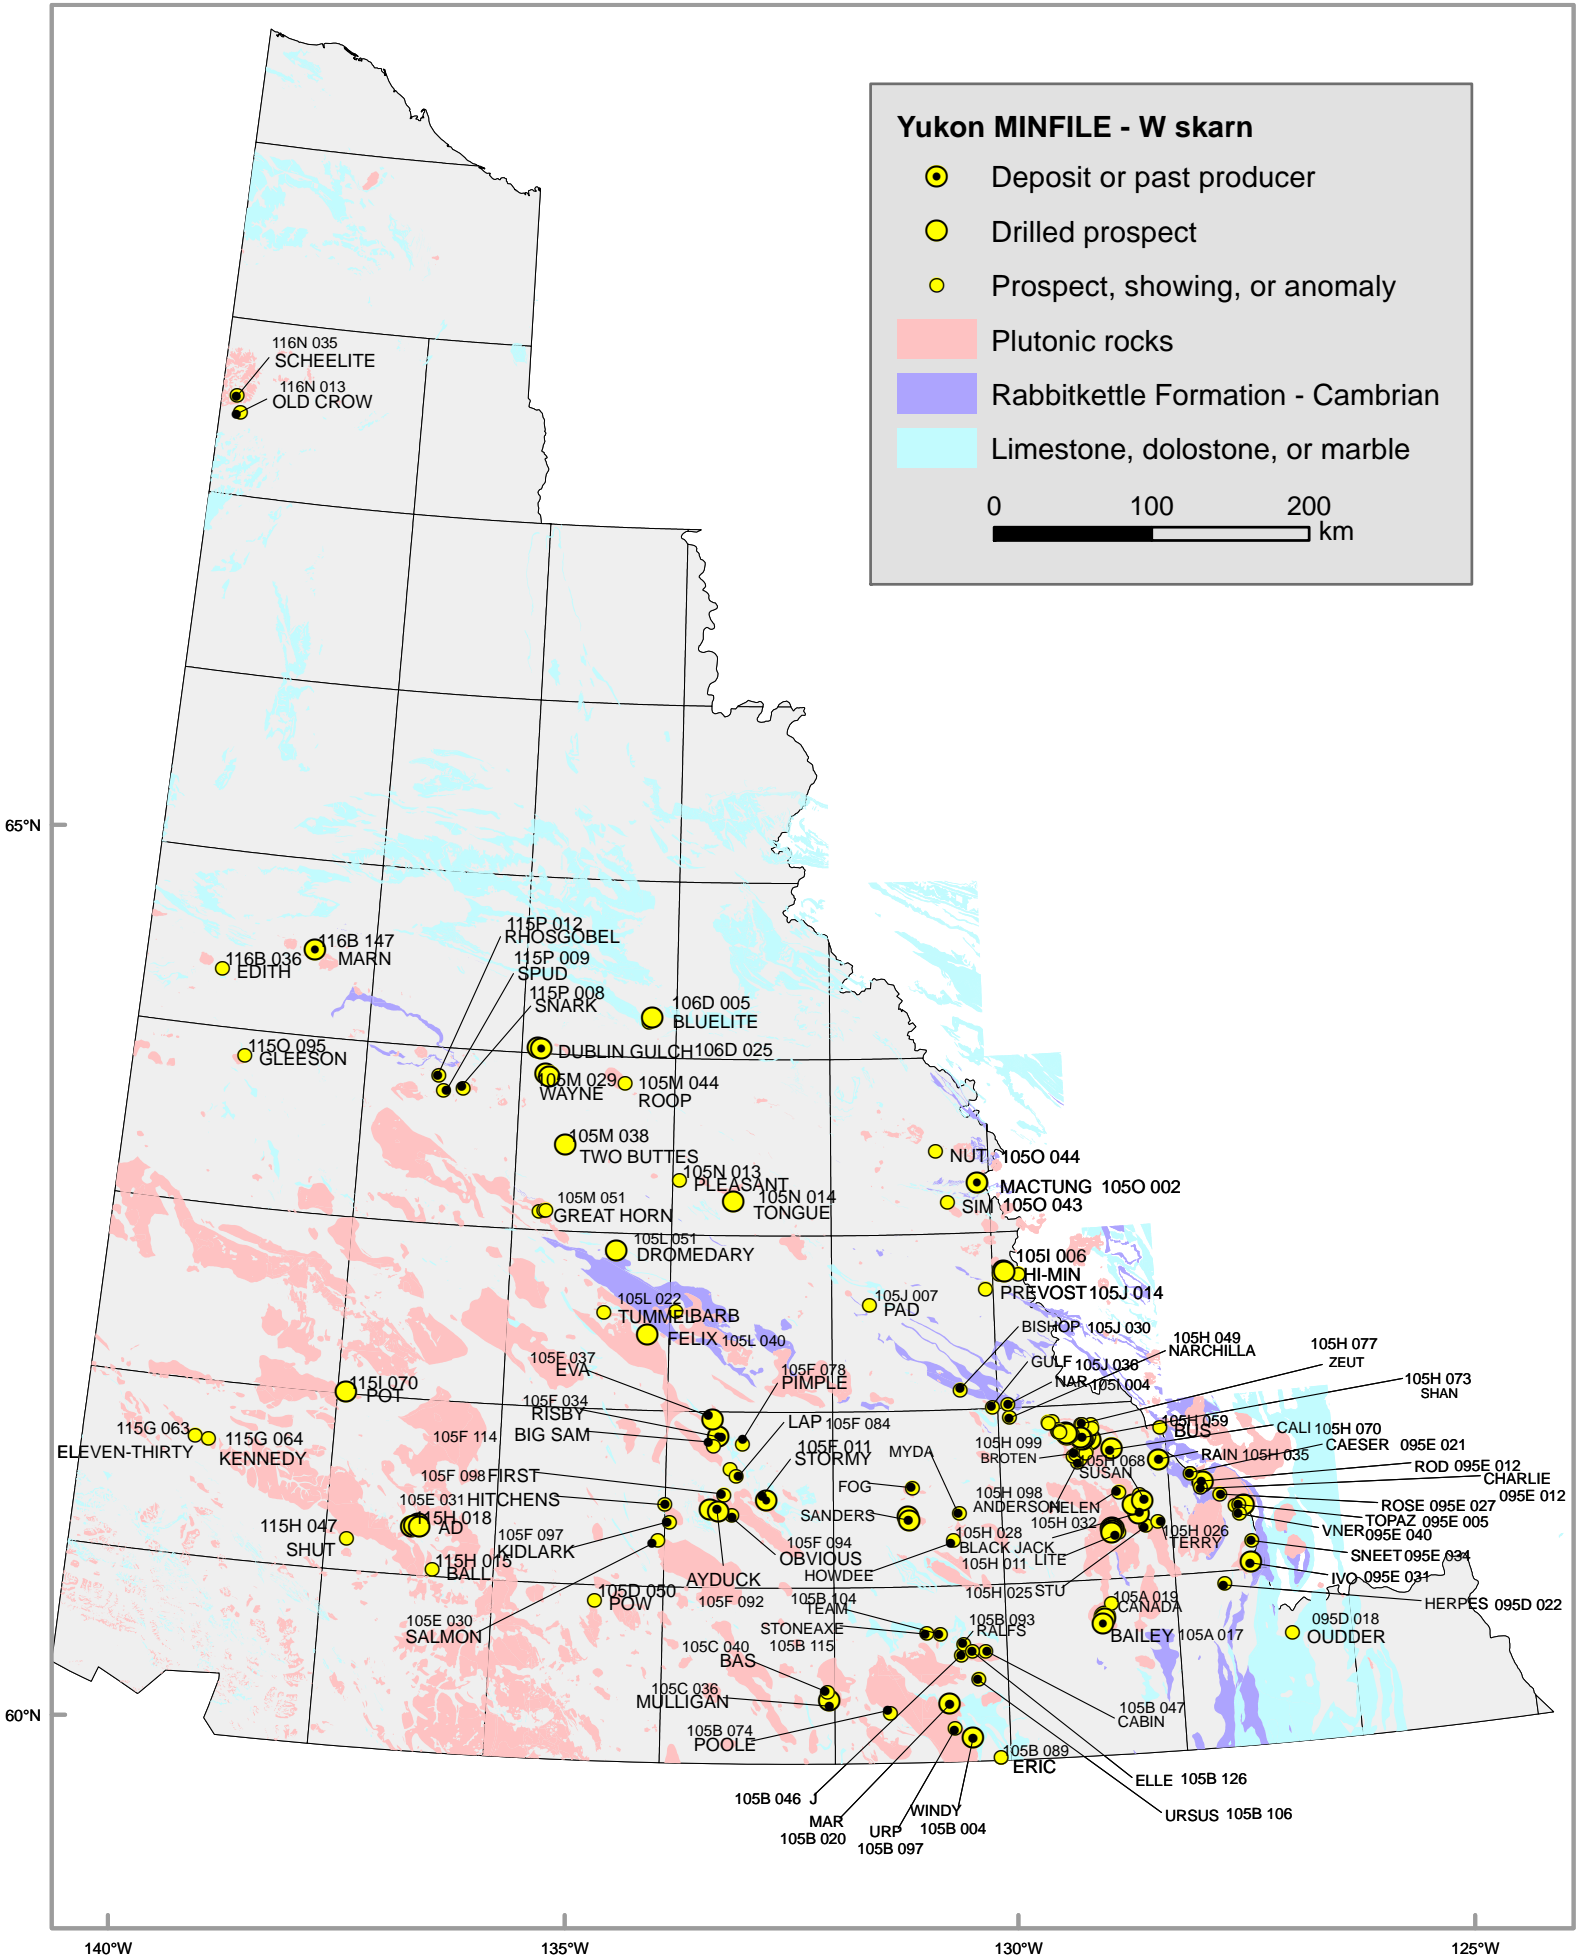 Yukon MINFILE - W skarn
Deposit or past producer
Drilled prospect
Prospect, showing, or anomaly
Plutonic rocks
Rabbitkettle Formation - Cambrian
Limestone, dolostone, or marble
0 100 200
km
116N 035
SCHEELITE
116N 013
OLD CROW
65°N
116B 147
MARN
116B 036
EDITH
115P 012
RHOSGOBEL
115P 009
SPUD
115P 008
SNARK
106D 005
BLUELITE
115O 095
GLEESON
DUBLIN GULCH 106D 025
105M 029
WAYNE
105M 044
ROOP
105M 038
TWO BUTTES
105N 013
PLEASANT
105N 014
TONGUE
105M 051
GREAT HORN
NUT 105O 044
MACTUNG 105O 002
SIM 105O 043
105L 051
DROMEDARY
105I 006
HI-MIN
PREVOST 105J 014
105J 007
PAD
105L 022
TUMMEL
BARB
FELIX 105L 040
BISHOP 105J 030
GULF 105J 036
NAR 105I 004
105H 049
NARCHILLA
105H 077
ZEUT
105H 073
SHAN
105F 037
EVA
105F 078
PIMPLE
105F 034
RISBY
BIG SAM
105F 114
LAP 105F 084
105F 011
STORMY
115I 070
POT
115G 063
ELEVEN-THIRTY
115G 064
KENNEDY
105F 098 FIRST
105E 031 HITCHENS
115H 018
AD
115H 047
SHUT
105F 097
KIDLARK
115H 015
BALL
MYDA
FOG
SANDERS
105H 099
BROTEN
105H 059
BUS
CALI 105H 070
105H 068
SUSAN
RAIN 105H 035
CAESER 095E 021
ROD 095E 012
CHARLIE
095E 012
105H 098
ANDERSON
HELEN
105H 032
ROSE 095E 027
TOPAZ 095E 005
VNER 095E 040
105H 028
BLACK JACK
105H 011
LITE
105H 026
TERRY
SNEET 095E 034
IVO 095E 031
105H 025 STU
HERPES 095D 022
105F 094
OBVIOUS
HOWDEE
AYDUCK
105F 092
105D 050
POW
105E 030
SALMON
105B 104
TEAM
STONEAXE
105B 115
105B 093
RALFS
105A 019
CANADA
BAILEY 105A 017
095D 018
OUDDER
105C 040
BAS
105C 036
MULLIGAN
105B 074
POOLE
105B 047
CABIN
60°N
105B 089
ERIC
ELLE 105B 126
URSUS 105B 106
105B 046 J
MAR
105B 020
URP
105B 097
WINDY
105B 004
140°W 135°W 130°W 125°W